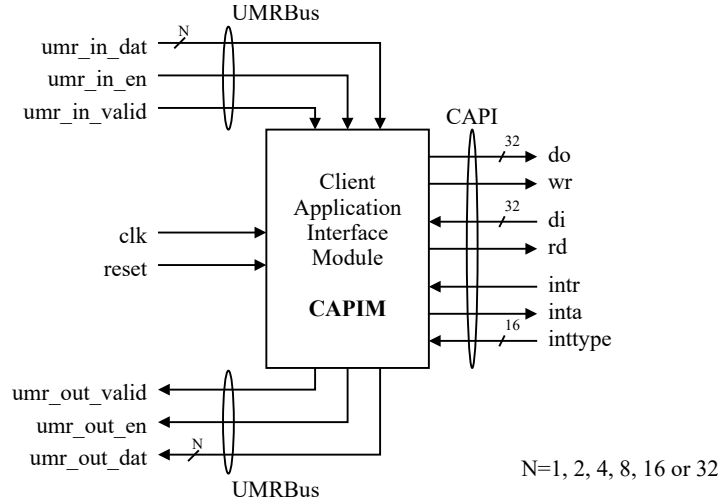 UMRBus
umr_in_dat
N
umr_in_en
umr_in_valid
CAPI
Client
Application
Interface
Module
CAPIM
clk
reset
32
do
wr
32
di
rd
intr
inta
16
inttype
umr_out_valid
umr_out_en
umr_out_dat
N
UMRBus
N=1, 2, 4, 8, 16 or 32